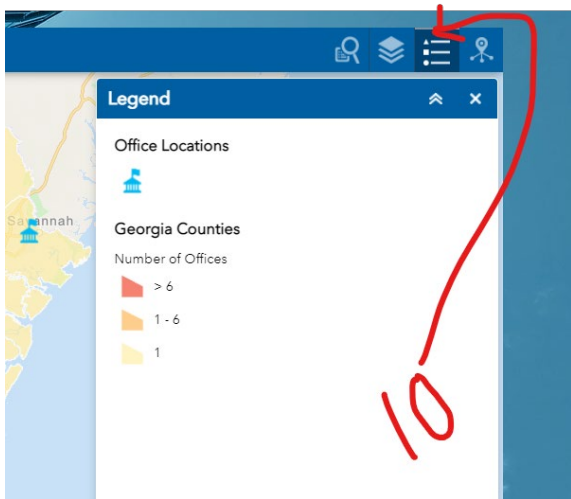 Legend
Office Locations
Savannah
Georgia Counties
Number of Offices
> 6
1 - 6
1
10